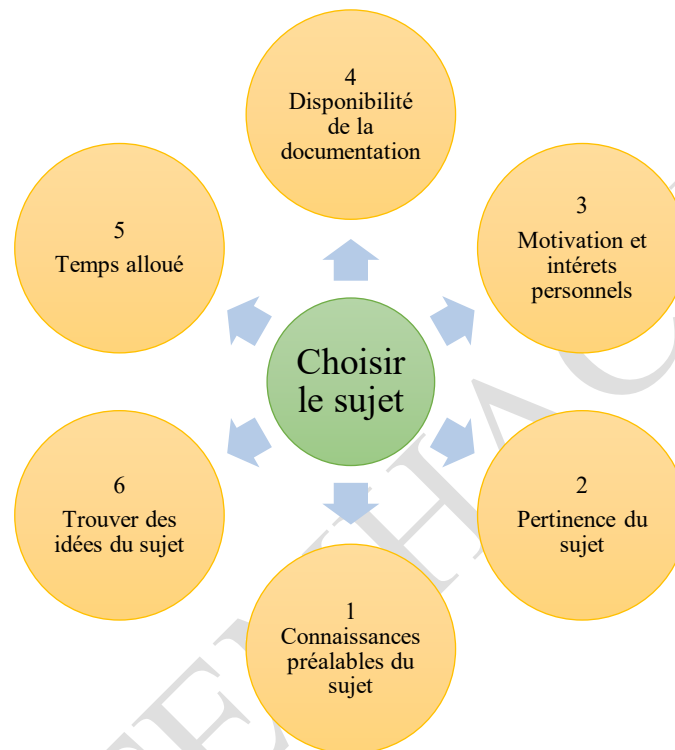 4
Disponibilité
de la
documentation
5
Temps alloué
3
Motivation et
intérets
personnels
Choisir
le sujet
6
Trouver des
idées du sujet
2
Pertinence du
sujet
1
Connaissances
préalables du
sujet